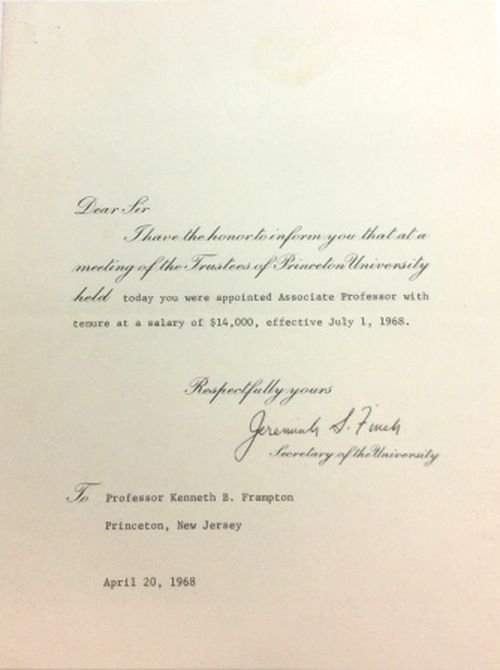 Dear Sir
I have the honor to inform you that at a
meeting of the Trustees of Princeton University
held today you were appointed Associate Professor with
tenure at a salary of $14,000, effective July 1, 1968.
Respectfully yours
Jeremiah S. Finch
Secretary of the University
To Professor Kenneth B. Frampton
Princeton, New Jersey
April 20, 1968